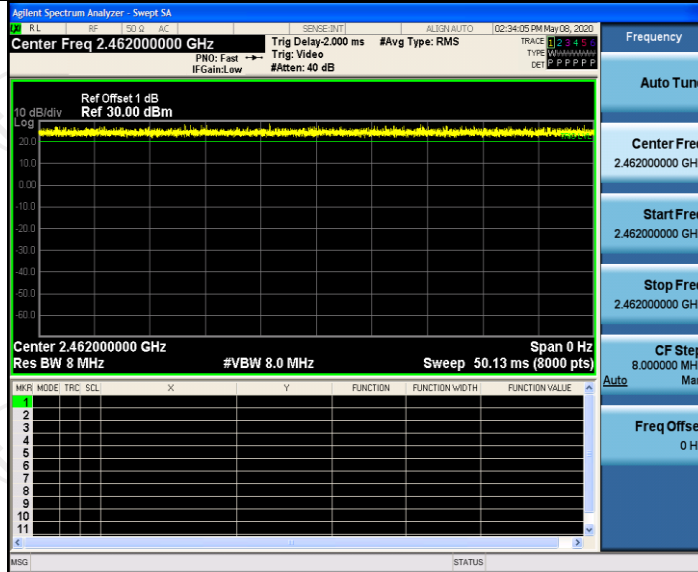 Agilent Spectrum Analyzer - Swept SA
RL RF 50 Ω AC SENSE:INT ALIGN AUTO 02:34:05 PM May 08, 2020
Center Freq 2.462000000 GHz
PNO: Fast
IFGain:Low
Trig Delay-2.000 ms
Trig: Video
#Atten: 40 dB
#Avg Type: RMS
TRACE 1 2 3 4 5 6
TYPE
DET P P P P P P
Ref Offset 1 dB
10 dB/div Ref 30.00 dBm
Log
20.0
10.0
0.00
-10.0
-20.0
-30.0
-40.0
-50.0
-60.0
Center 2.462000000 GHz Span 0 Hz
Res BW 8 MHz #VBW 8.0 MHz Sweep 50.13 ms (8000 pts)
MKR MODE TRC SCL X Y FUNCTION FUNCTION WIDTH FUNCTION VALUE
1
2
3
4
5
6
7
8
9
10
11
MSG STATUS
Frequency
Auto Tun
Center Fre
2.462000000 GH
Start Fre
2.462000000 GH
Stop Fre
2.462000000 GH
CF Step
8.000000 MH
Auto Ma
Freq Offse
0 H